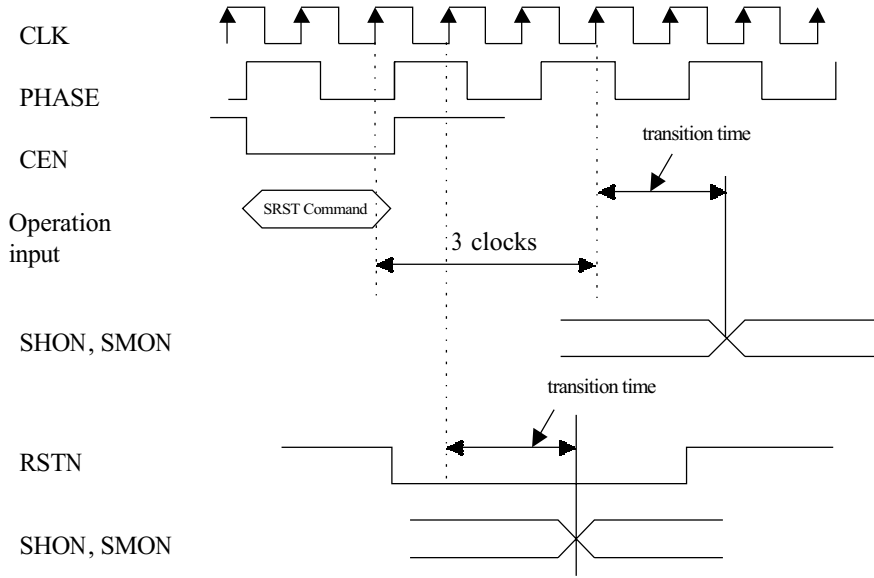 CLK
PHASE
transition time
CEN
SRST Command
Operation
input
3 clocks
SHON, SMON
transition time
RSTN
SHON, SMON